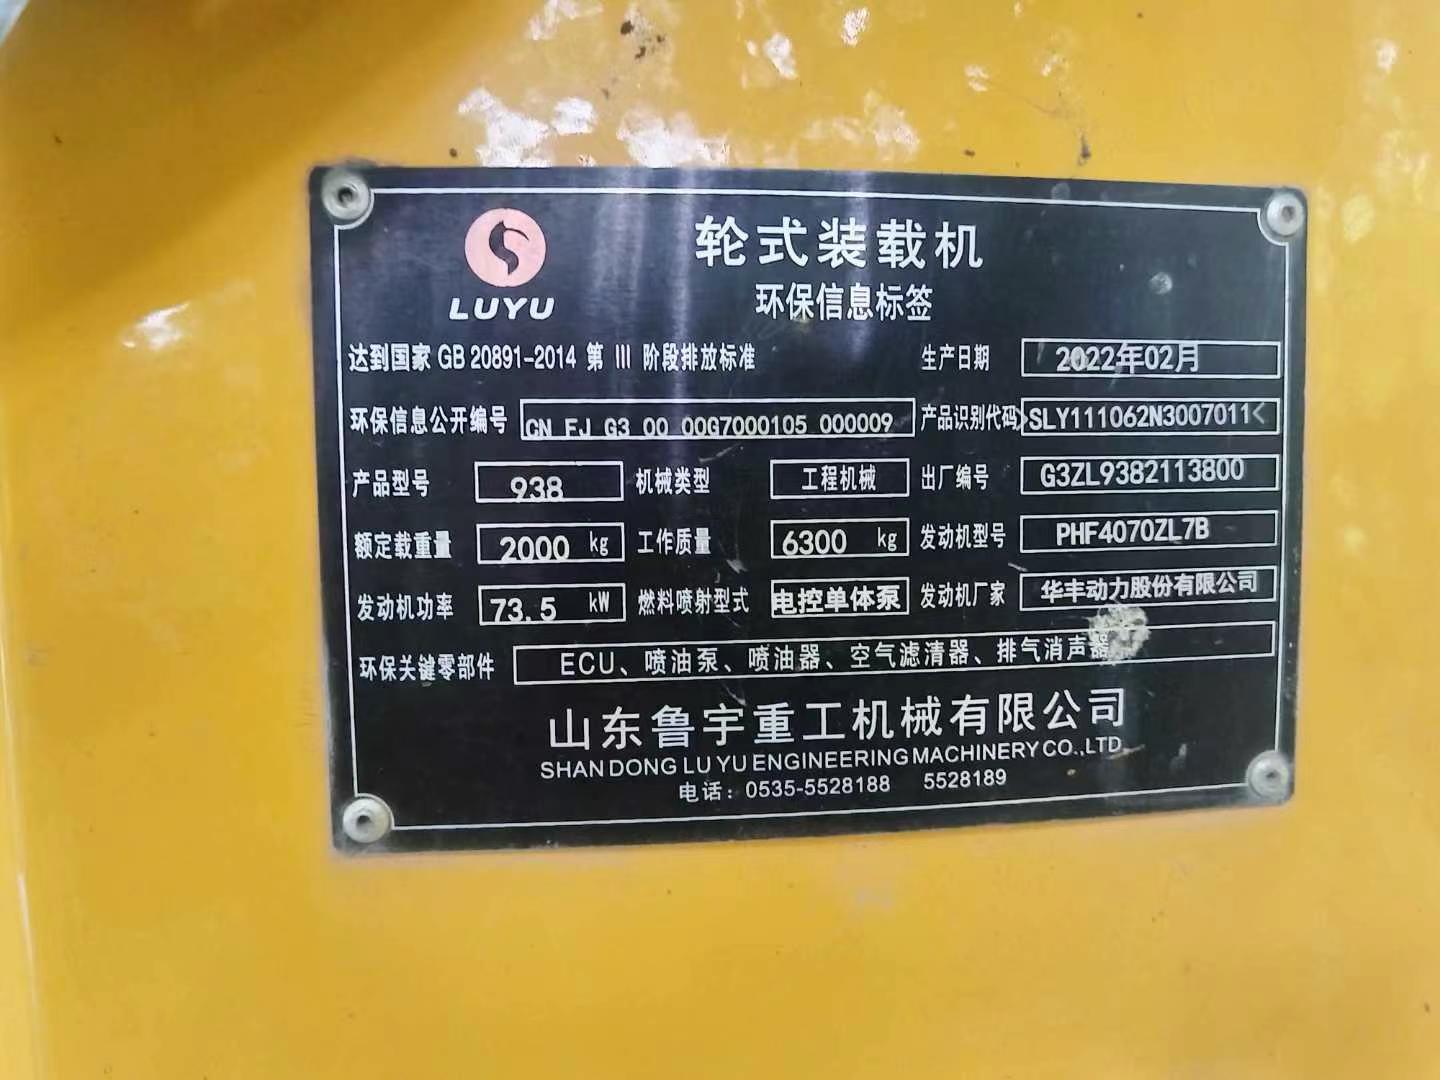 轮式装载机
LUYU
环保信息标签
达到国家 GB 20891-2014 第 III 阶段排放标准 生产日期 2022年02月
环保信息公开编号 CN FJ G3 00 00G7000105 000009 产品识别代码 >SLY111062N3007011<
产品型号 938 机械类型 工程机械 出厂编号 G3ZL9382113800
额定载重量 2000 kg 工作质量 6300 kg 发动机型号 PHF4070ZL7B
发动机功率 73.5 kW 燃料喷射型式 电控单体泵 发动机厂家 华丰动力股份有限公司
环保关键零部件 ECU、喷油泵、喷油器、空气滤清器、排气消声器
山东鲁宇重工机械有限公司
SHAN DONG LU YU ENGINEERING MACHINERY CO.,LTD
电话：0535-5528188 5528189